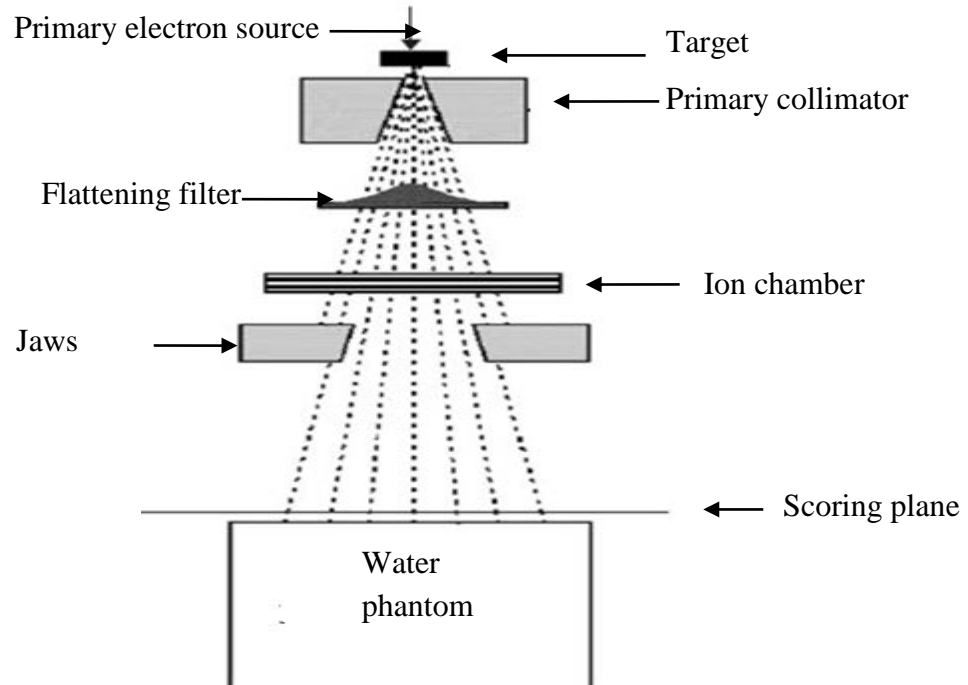 Primary electron source
Target
Primary collimator
Flattening filter
Ion chamber
Jaws
Scoring plane
Water
phantom